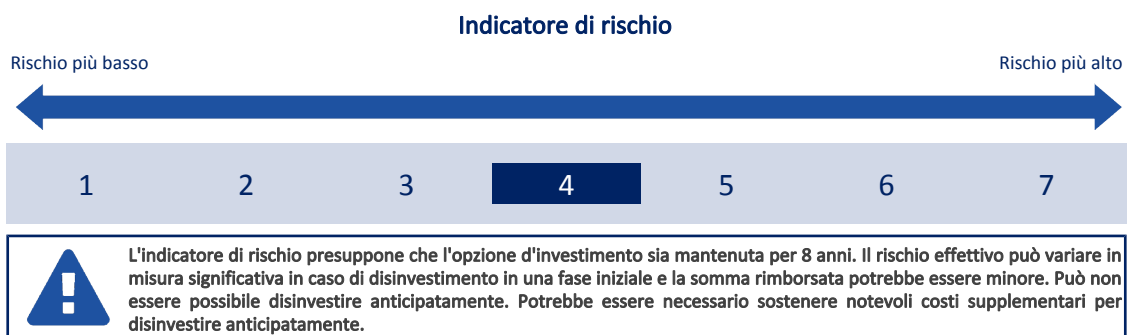 Indicatore di rischio
Rischio più basso
Rischio più alto
1 2 3 4 5 6 7
L'indicatore di rischio presuppone che l'opzione d'investimento sia mantenuta per 8 anni. Il rischio effettivo può variare in
misura significativa in caso di disinvestimento in una fase iniziale e la somma rimborsata potrebbe essere minore. Può non
essere possibile disinvestire anticipatamente. Potrebbe essere necessario sostenere notevoli costi supplementari per
disinvestire anticipatamente.